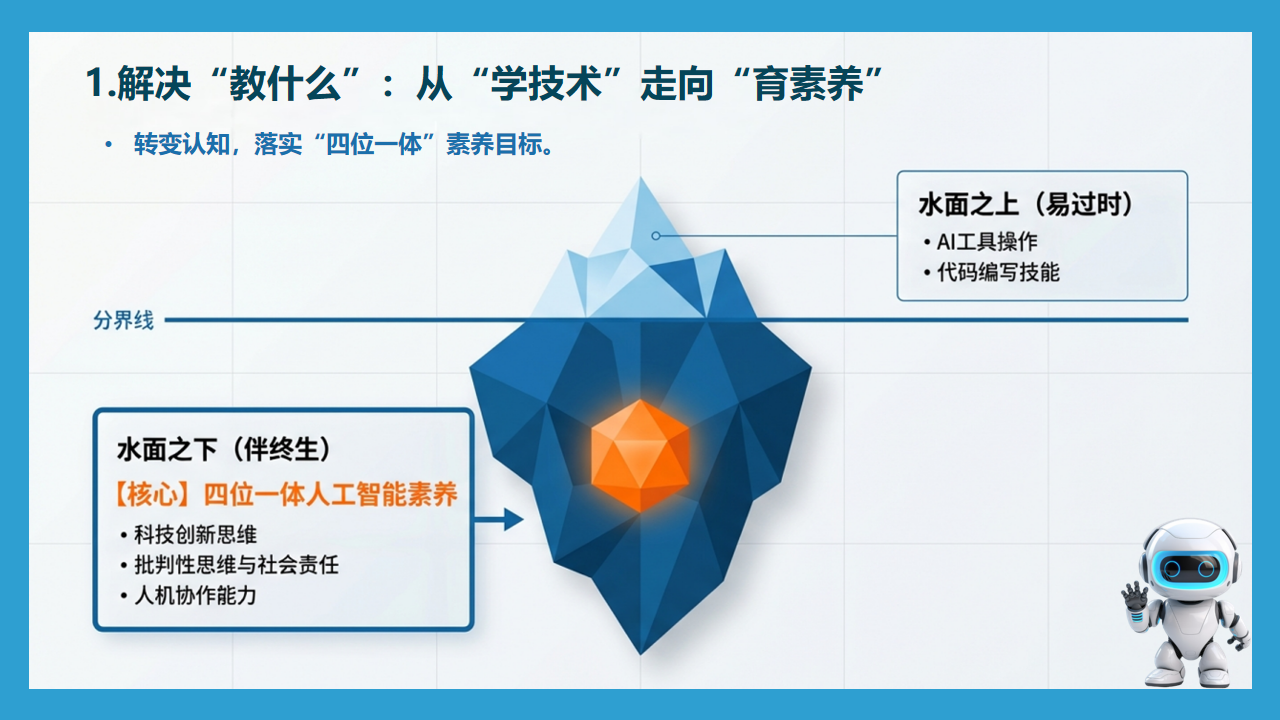 1.解决“教什么”：从“学技术”走向“育素养”
• 转变认知，落实“四位一体”素养目标。
水面之上（易过时）
• AI工具操作
• 代码编写技能
分界线
水面之下（伴终生）
【核心】四位一体人工智能素养
• 科技创新思维
• 批判性思维与社会责任
• 人机协作能力